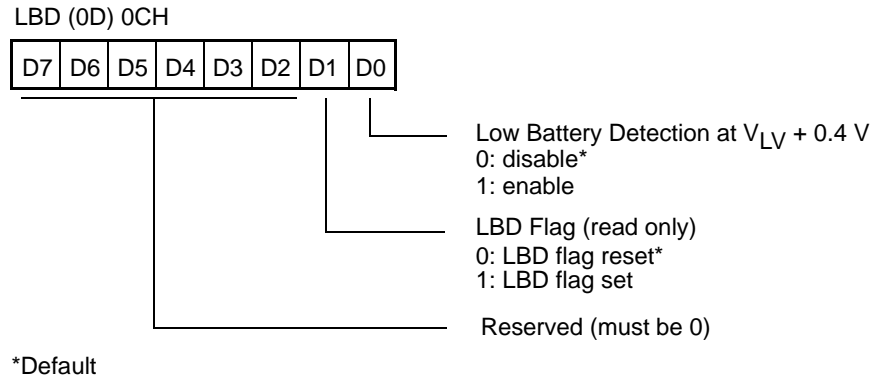 LBD (0D) 0CH
D7 D6 D5 D4 D3 D2 D1 D0
Low Battery Detection at VLV + 0.4 V
0: disable*
1: enable
LBD Flag (read only)
0: LBD flag reset*
1: LBD flag set
Reserved (must be 0)
*Default